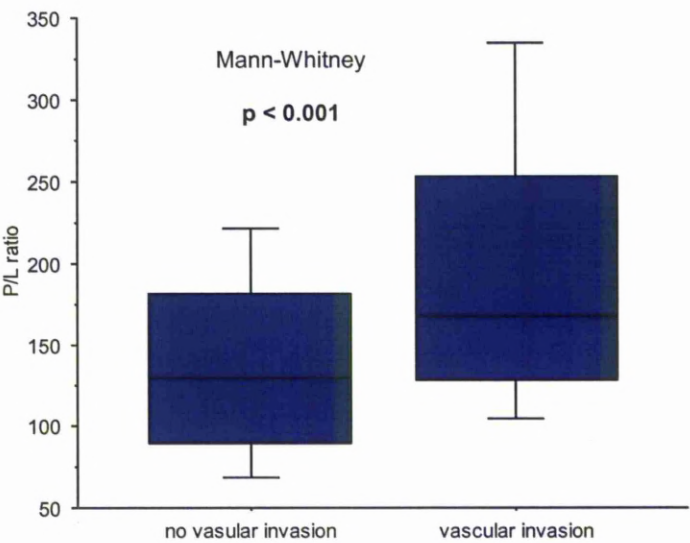 Mann-Whitney
p < 0.001
350
300
250
200
150
100
50
P/L ratio
no vasular invasion
vascular invasion